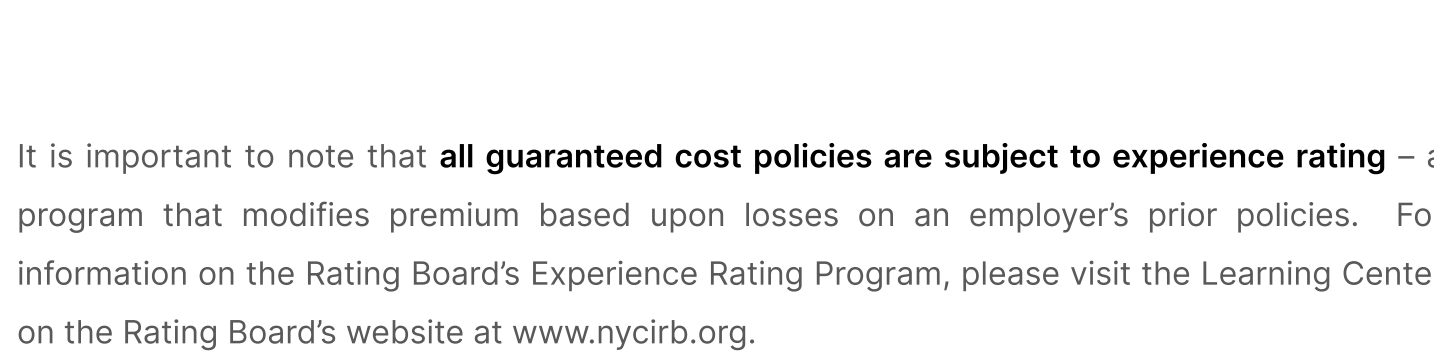 It is important to note that all guaranteed cost policies are subject to experience rating –
program that modifies premium based upon losses on an employer’s prior policies.  Fo
information on the Rating Board’s Experience Rating Program, please visit the Learning Cente
on the Rating Board’s website at www.nycirb.org.